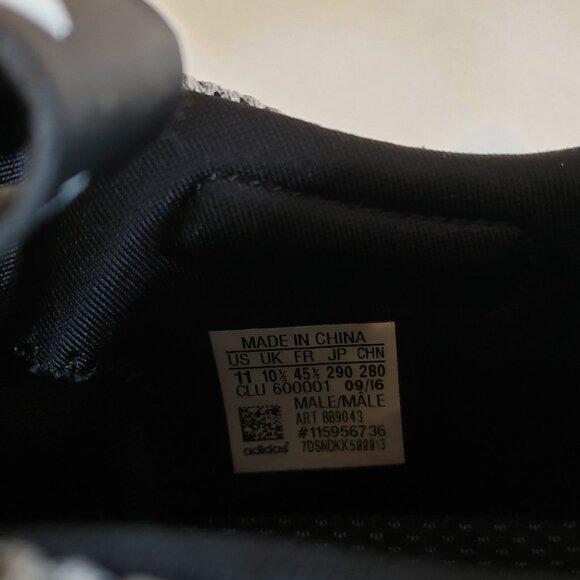 MADE IN CHINA
US UK FR JP CHN
11 10½ 45⅓ 290 280
CLU 600001 09/16
MALE/MÂLE
ART BB9043
#115956736
adidas